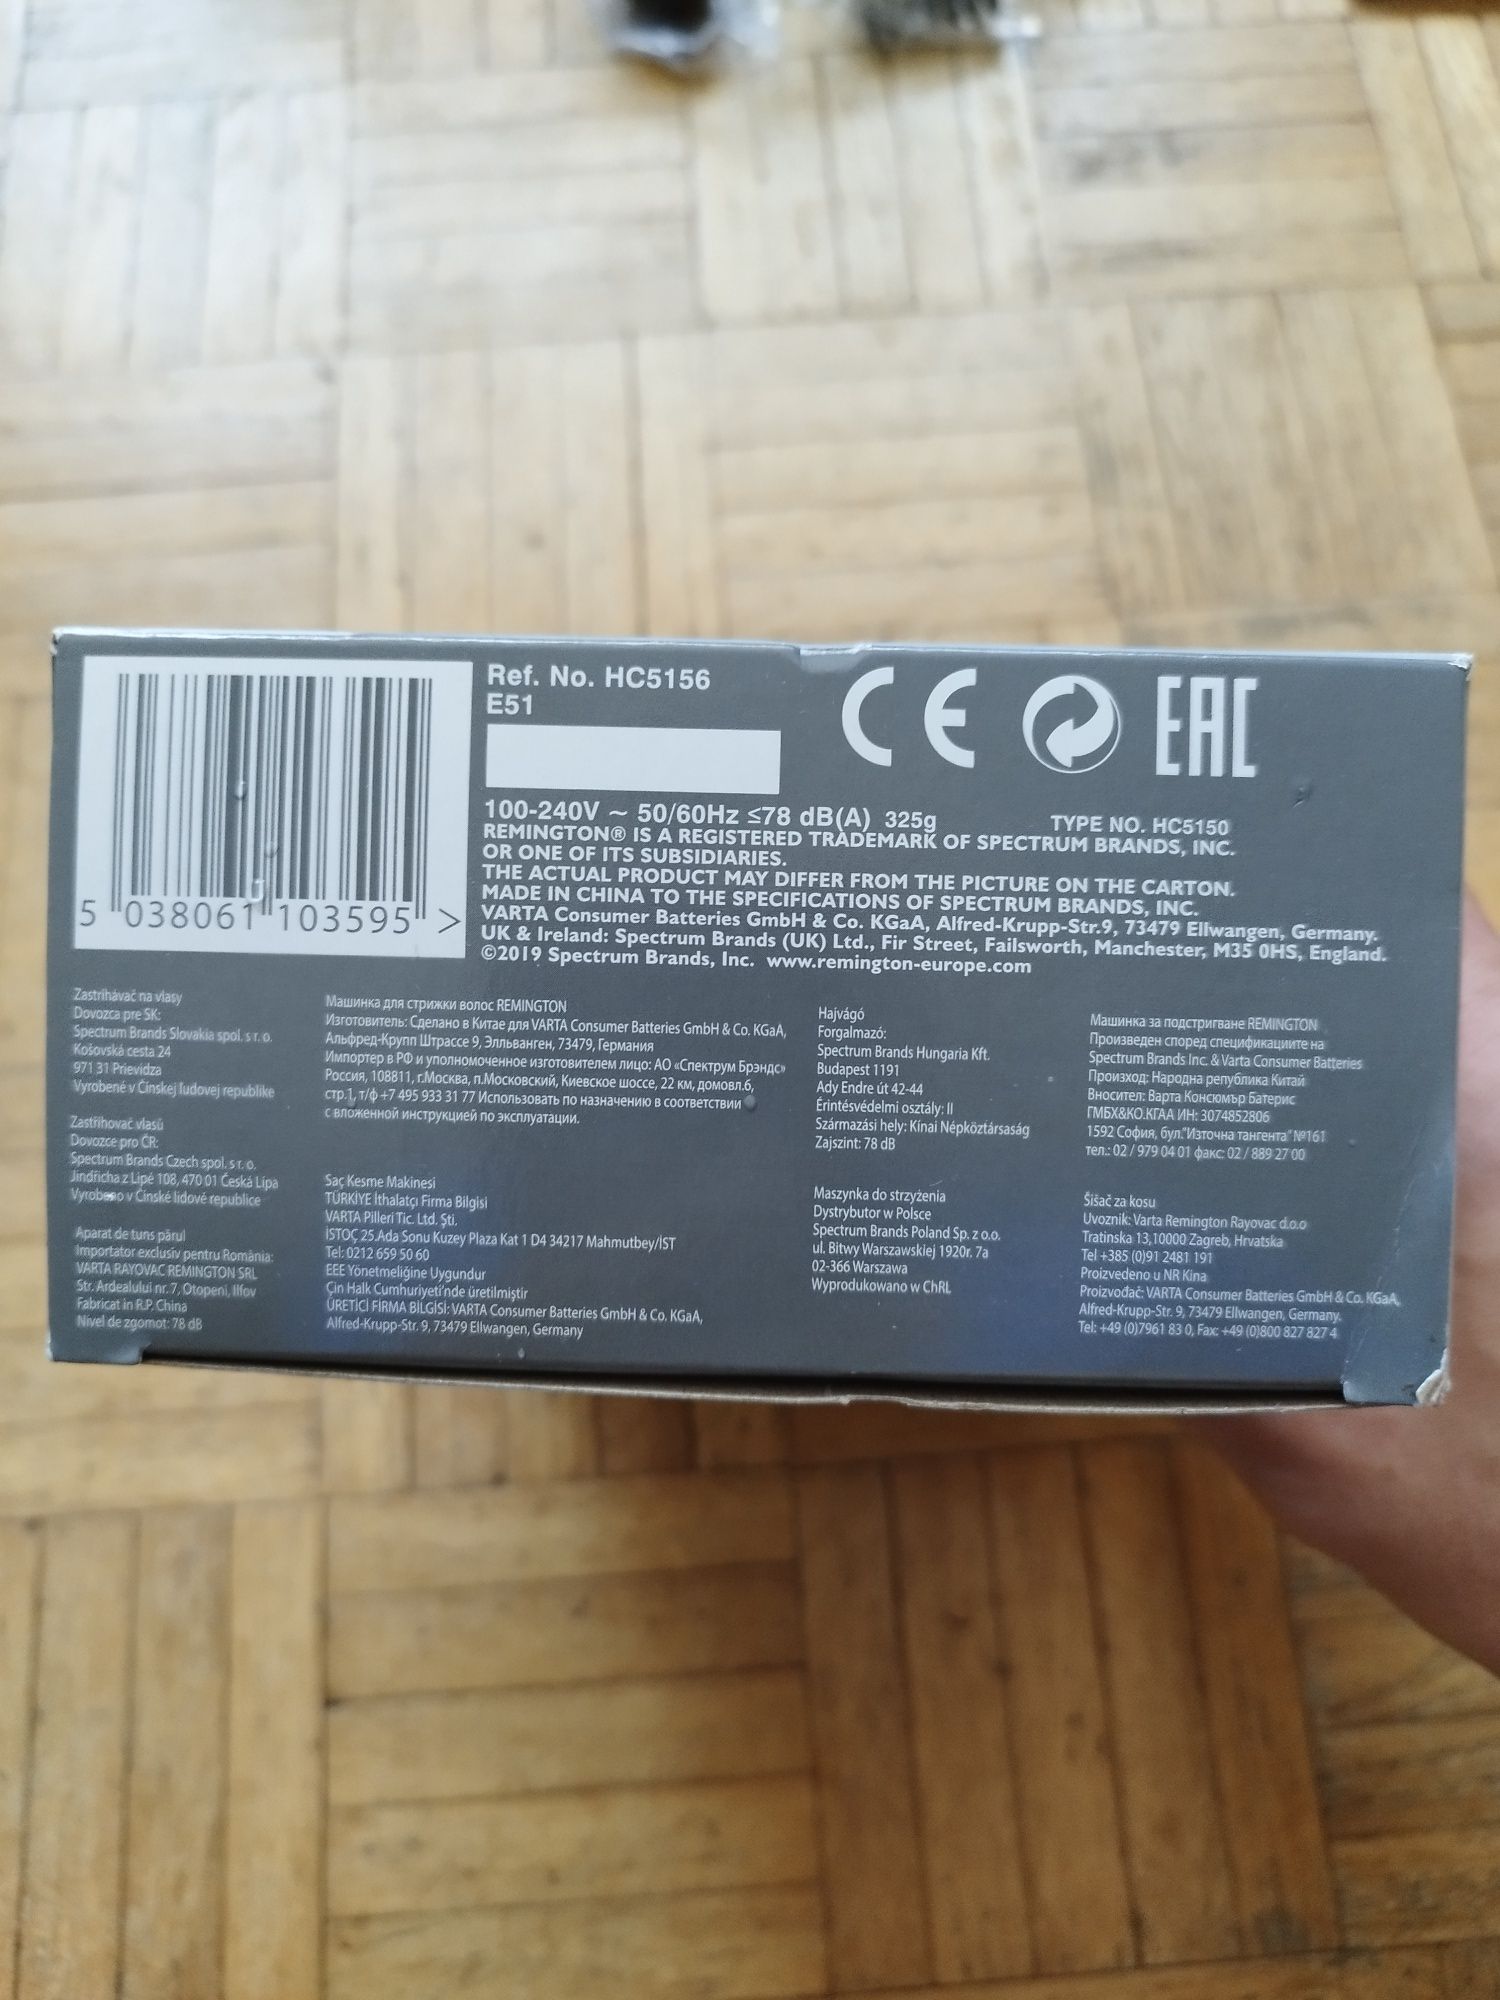 5 038061 103595 >
Ref. No. HC5156
E51
CE
EAC
100-240V ~ 50/60Hz ≤78 dB(A) 325g
TYPE NO. HC5150
REMINGTON® IS A REGISTERED TRADEMARK OF SPECTRUM BRANDS, INC.
OR ONE OF ITS SUBSIDIARIES.
THE ACTUAL PRODUCT MAY DIFFER FROM THE PICTURE ON THE CARTON.
MADE IN CHINA TO THE SPECIFICATIONS OF SPECTRUM BRANDS, INC.
VARTA Consumer Batteries GmbH & Co. KGaA, Alfred-Krupp-Str.9, 73479 Ellwangen, Germany.
UK & Ireland: Spectrum Brands (UK) Ltd., Fir Street, Failsworth, Manchester, M35 0HS, England.
©2019 Spectrum Brands, Inc. www.remington-europe.com
Zastrihávač na vlasy
Dovozca pre SK:
Spectrum Brands Slovakia spol. s r. o.
Košovská cesta 24
971 31 Prievidza
Vyrobené v Čínskej ľudovej republike
Zastřihovač vlasů
Dovozce pro ČR:
Spectrum Brands Czech spol. s r. o.
Jindřicha z Lipé 108, 470 01 Česká Lípa
Vyrobeno v Čínské lidové republice
Aparat de tuns părul
Importator exclusiv pentru România:
VARTA RAYOVAC REMINGTON SRL
Str. Ardealului nr. 7, Otopeni, Ilfov
Fabricat in R.P. China
Nivel de zgomot: 78 dB
Машинка для стрижки волос REMINGTON
Изготовитель: Сделано в Китае для VARTA Consumer Batteries GmbH & Co. KGaA,
Альфред-Крупп Штрассе 9, Элльванген, 73479, Германия
Импортер в РФ и уполномоченное изготовителем лицо: АО «Спектрум Брэндс»
Россия, 108811, г.Москва, п.Московский, Киевское шоссе, 22 км, домовл.6,
стр.1, т/ф +7 495 933 31 77 Использовать по назначению в соответствии
с вложенной инструкцией по эксплуатации.
Saç Kesme Makinesi
TÜRKİYE İthalatçı Firma Bilgisi
VARTA Pilleri Tic. Ltd. Şti.
İSTOÇ 25.Ada Sonu Kuzey Plaza Kat 1 D4 34217 Mahmutbey/İST
Tel: 0212 659 50 60
EEE Yönetmeliğine Uygundur
Çin Halk Cumhuriyeti'nde üretilmiştir
ÜRETİCİ FİRMA BİLGİSİ: VARTA Consumer Batteries GmbH & Co. KGaA,
Alfred-Krupp-Str. 9, 73479 Ellwangen, Germany
Hajvágó
Forgalmazó:
Spectrum Brands Hungaria Kft.
Budapest 1191
Ady Endre út 42-44
Érintésvédelmi osztály: II
Származási hely: Kínai Népköztársaság
Zajszint: 78 dB
Maszynka do strzyżenia
Dystrybutor w Polsce
Spectrum Brands Poland Sp. z o.o.
ul. Bitwy Warszawskiej 1920r. 7a
02-366 Warszawa
Wyprodukowano w ChRL
Машинка за подстригване REMINGTON
Произведен според спецификациите на
Spectrum Brands Inc. & Varta Consumer Batteries
Произход: Народна република Китай
Вносител: Варта Консюмър Батерис
ГМБХ&КО.КГАА ИН: 3074852806
1592 София, бул."Източна тангента" №161
тел.: 02 / 979 04 01 факс: 02 / 889 27 00
Šišač za kosu
Uvoznik: Varta Remington Rayovac d.o.o
Tratinska 13,10000 Zagreb, Hrvatska
Tel +385 (0)91 2481 191
Proizvedeno u NR Kina
Proizvođač: VARTA Consumer Batteries GmbH & Co. KGaA,
Alfred-Krupp-Str. 9, 73479 Ellwangen, Germany.
Tel: +49 (0)7961 83 0, Fax: +49 (0)800 827 827 4